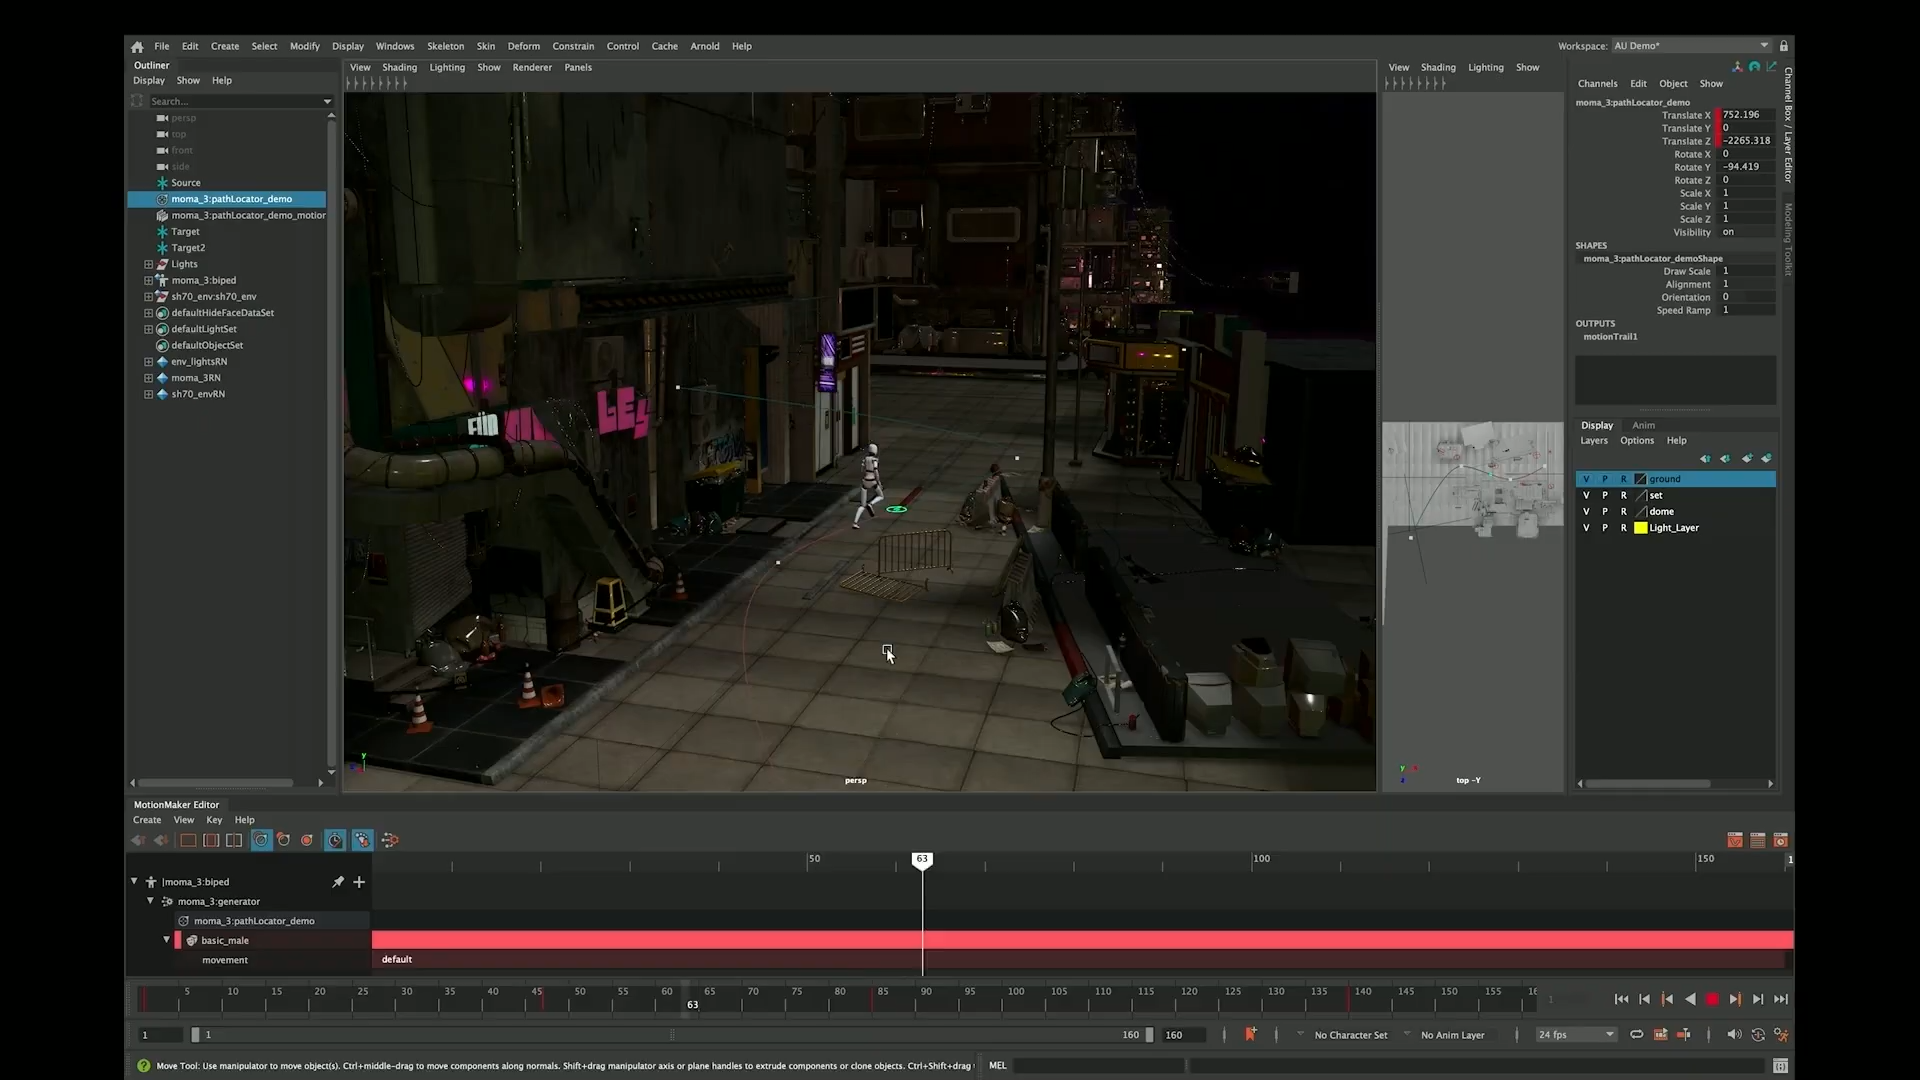 File Edit Create Select Modify Display Windows Skeleton Skin Deform Constrain Control Cache Arnold Help
Workspace: AU Demo*
Outliner
Display Show Help
Search...
persp
top
front
side
Source
moma_3:pathLocator_demo
moma_3:pathLocator_demo_motion
Target
Target2
Lights
moma_3:biped
sh70_env:sh70_env
defaultHideFaceDataSet
defaultLightSet
defaultObjectSet
env_lightsRN
moma_3RN
sh70_envRN
View Shading Lighting Show Renderer Panels
persp
View Shading Lighting Show
top -Y
Channels Edit Object Show
moma_3:pathLocator_demo
Translate X 752.196
Translate Y 0
Translate Z -2265.318
Rotate X 0
Rotate Y -94.419
Rotate Z 0
Scale X 1
Scale Y 1
Scale Z 1
Visibility on
SHAPES
moma_3:pathLocator_demoShape
Draw Scale 1
Alignment 1
Orientation 0
Speed Ramp 1
OUTPUTS
motionTrail1
Display Anim
Layers Options Help
V P R ground
V P R set
V P R dome
V P R Light_Layer
Channel Box / Layer Editor
Modeling Toolkit
MotionMaker Editor
Create View Key Help
50 63 100 150 1
|moma_3:biped
moma_3:generator
moma_3:pathLocator_demo
basic_male
movement default
5 10 15 20 25 30 35 40 45 50 55 60 63 65 70 75 80 85 90 95 100 105 110 115 120 125 130 135 140 145 150 155 16
1
1 1 160 160 No Character Set No Anim Layer 24 fps
Move Tool: Use manipulator to move object(s). Ctrl+middle-drag to move components along normals. Shift+drag manipulator axis or plane handles to extrude components or clone objects. Ctrl+Shift+drag
MEL